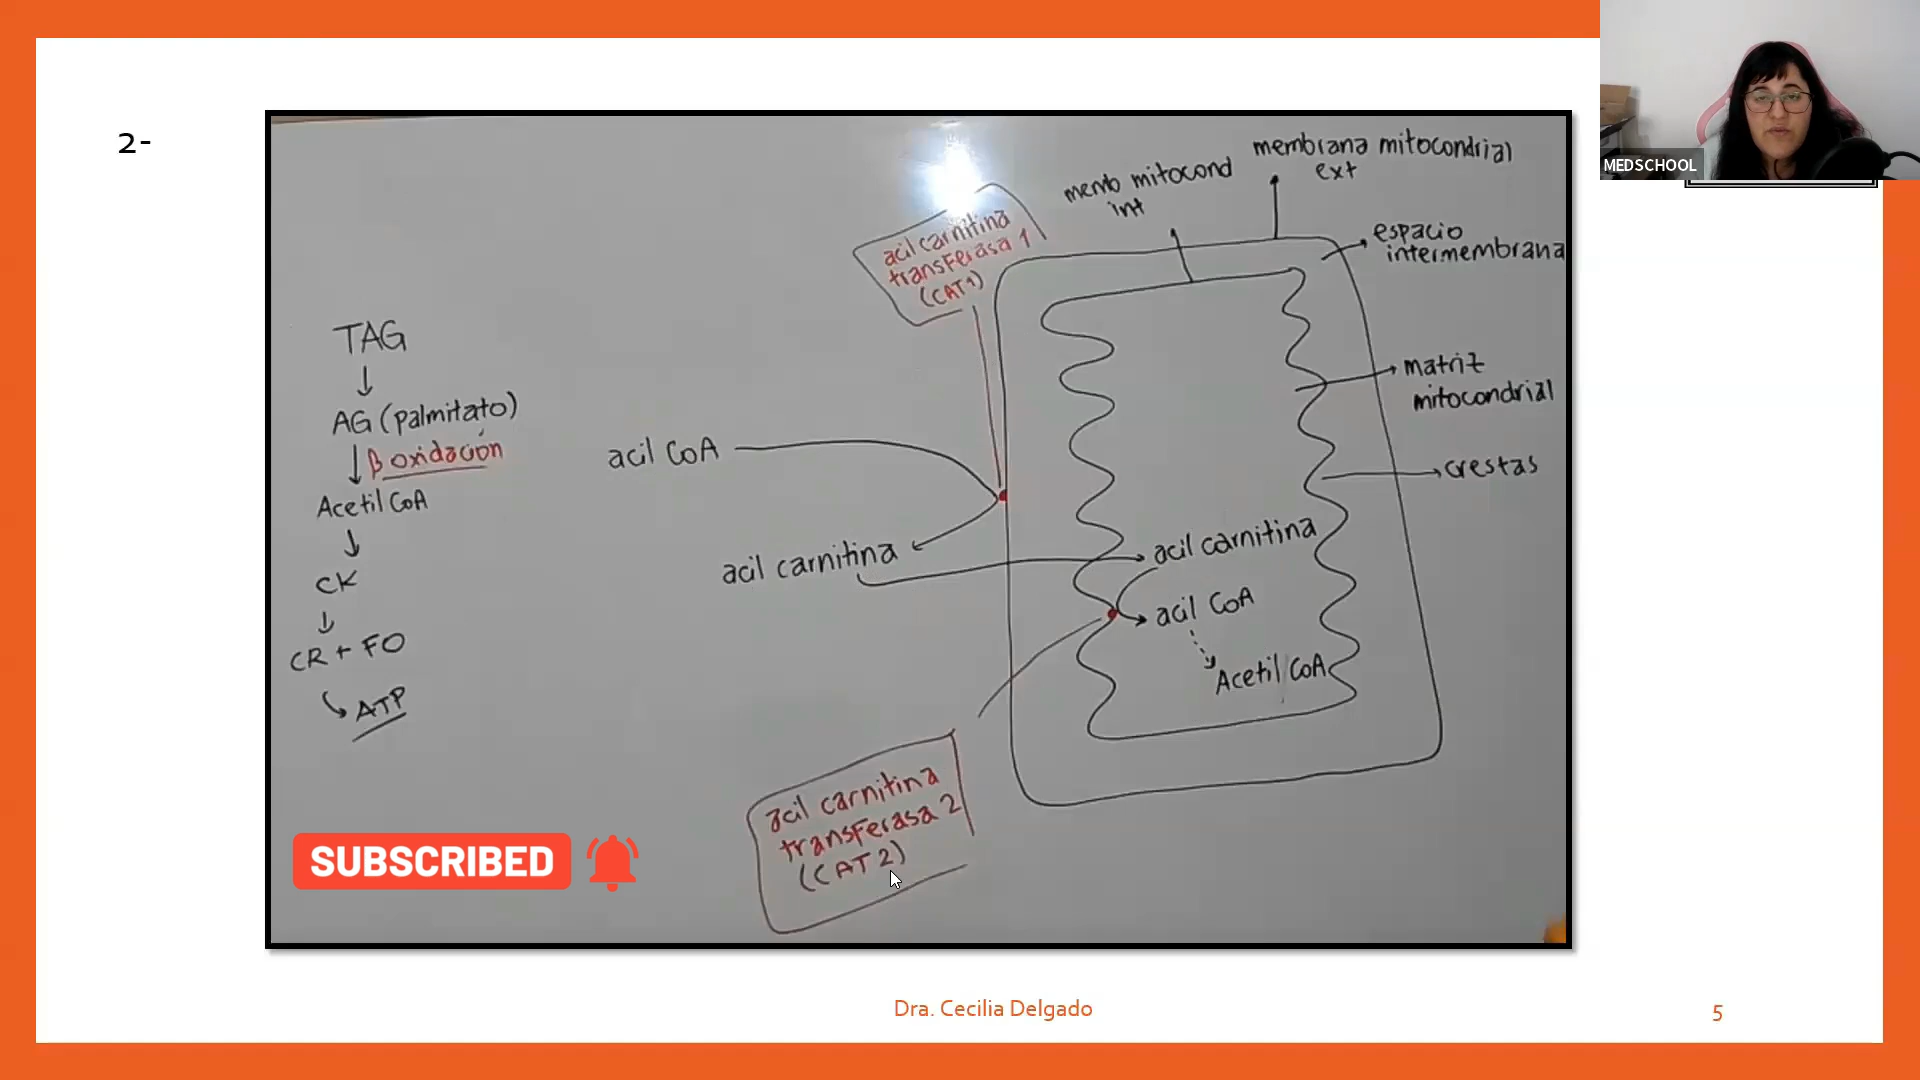 MEDSCHOOL
2-
membrana mitocondrial
ext
memb mitocond
int
espacio
intermembrana
acil carnitina
transferasa 1
(CAT1)
TAG
AG (palmitato)
β oxidación
Acetil CoA
CK
CR + FO
ATP
acil CoA
acil carnitina
matriz
mitocondrial
crestas
acil carnitina
acil CoA
Acetil CoA
acil carnitina
transferasa 2
(CAT 2)
SUBSCRIBED
Dra. Cecilia Delgado
5